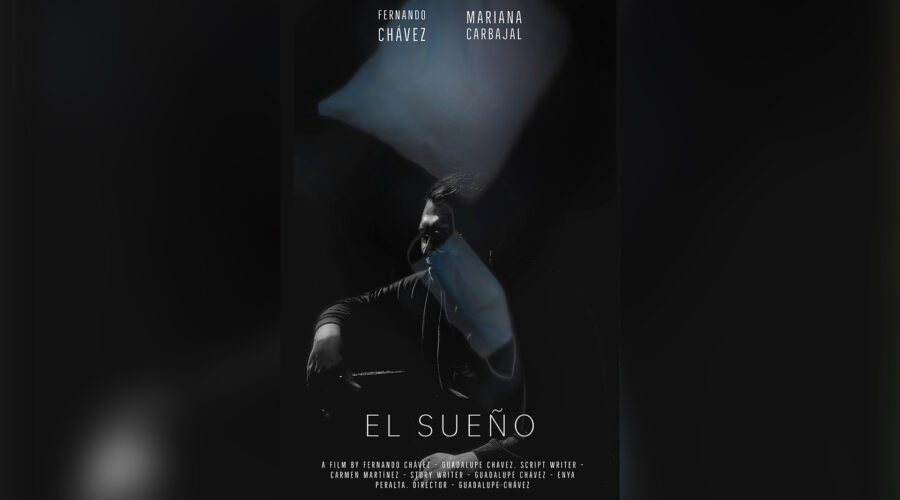 FERNANDO
CHÁVEZ
MARIANA
CARBAJAL
EL SUEÑO
A FILM BY FERNANDO CHÁVEZ - GUADALUPE CHAVEZ. SCRIPT WRITER -
CARMEN MARTÍNEZ - STORY WRITER - GUADALUPE CHAVEZ - ENYA
PERALTA. DIRECTOR - GUADALUPE CHÁVEZ